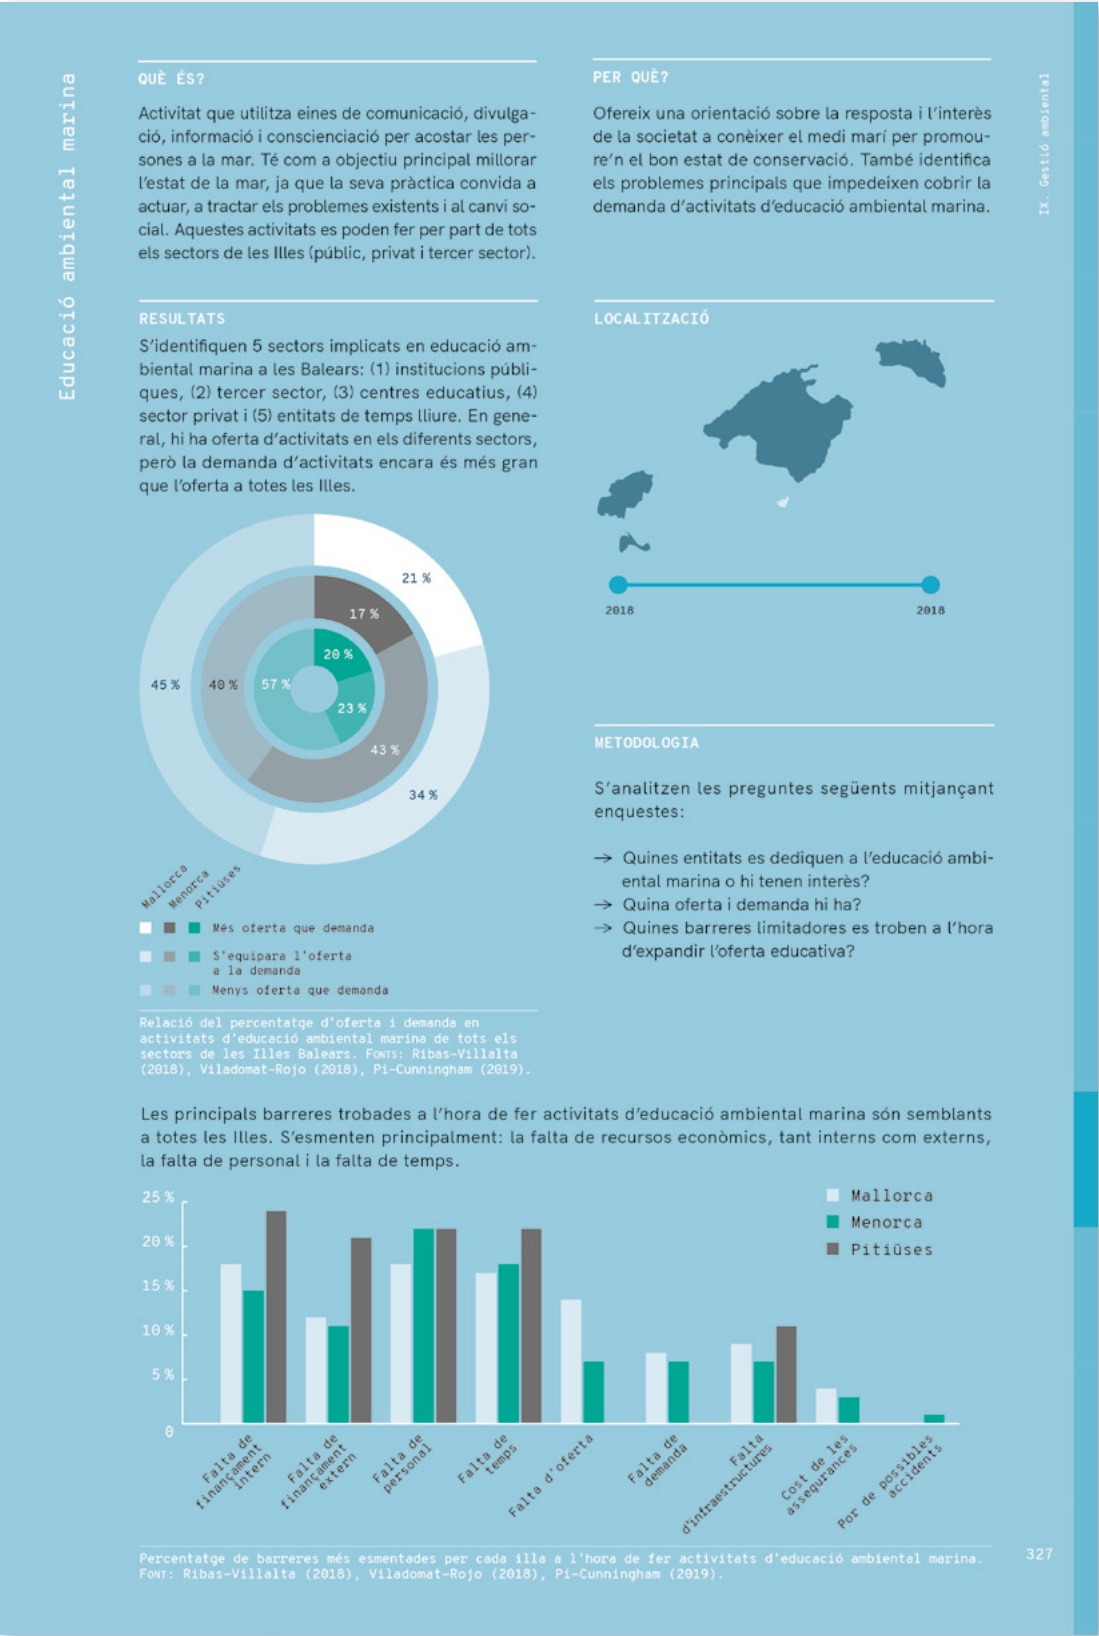 Educació ambiental marina
IX. Gestió ambiental
QUÈ ÉS?
Activitat que utilitza eines de comunicació, divulga-
ció, informació i conscienciació per acostar les per-
sones a la mar. Té com a objectiu principal millorar
l'estat de la mar, ja que la seva pràctica convida a
actuar, a tractar els problemes existents i al canvi so-
cial. Aquestes activitats es poden fer per part de tots
els sectors de les Illes (públic, privat i tercer sector).
PER QUÈ?
Ofereix una orientació sobre la resposta i l'interès
de la societat a conèixer el medi marí per promou-
re'n el bon estat de conservació. També identifica
els problemes principals que impedeixen cobrir la
demanda d'activitats d'educació ambiental marina.
RESULTATS
S'identifiquen 5 sectors implicats en educació am-
biental marina a les Balears: (1) institucions públi-
ques, (2) tercer sector, (3) centres educatius, (4)
sector privat i (5) entitats de temps lliure. En gene-
ral, hi ha oferta d'activitats en els diferents sectors,
però la demanda d'activitats encara és més gran
que l'oferta a totes les Illes.
21 %
17 %
20 %
45 %
40 %
57 %
23 %
43 %
34 %
Mallorca
Menorca
Pitiüses
Més oferta que demanda
S'equipara l'oferta
a la demanda
Menys oferta que demanda
Relació del percentatge d'oferta i demanda en
activitats d'educació ambiental marina de tots els
sectors de les Illes Balears. FONTS: Ribas-Villalta
(2018), Viladomat-Rojo (2018), Pi-Cunningham (2019).
LOCALITZACIÓ
2018
2018
METODOLOGIA
S'analitzen les preguntes següents mitjançant
enquestes:
→ Quines entitats es dediquen a l'educació ambi-
ental marina o hi tenen interès?
→ Quina oferta i demanda hi ha?
→ Quines barreres limitadores es troben a l'hora
d'expandir l'oferta educativa?
Les principals barreres trobades a l'hora de fer activitats d'educació ambiental marina són semblants
a totes les Illes. S'esmenten principalment: la falta de recursos econòmics, tant interns com externs,
la falta de personal i la falta de temps.
25 %
20 %
15 %
10 %
5 %
0
Mallorca
Menorca
Pitiüses
Falta de
finançament
intern
Falta de
finançament
extern
Falta de
personal
Falta de
temps
Falta d'oferta
Falta de
demanda
Falta
d'infraestructures
Cost de les
assegurances
Por de possibles
accidents
Percentatge de barreres més esmentades per cada illa a l'hora de fer activitats d'educació ambiental marina.
FONT: Ribas-Villalta (2018), Viladomat-Rojo (2018), Pi-Cunningham (2019).
327